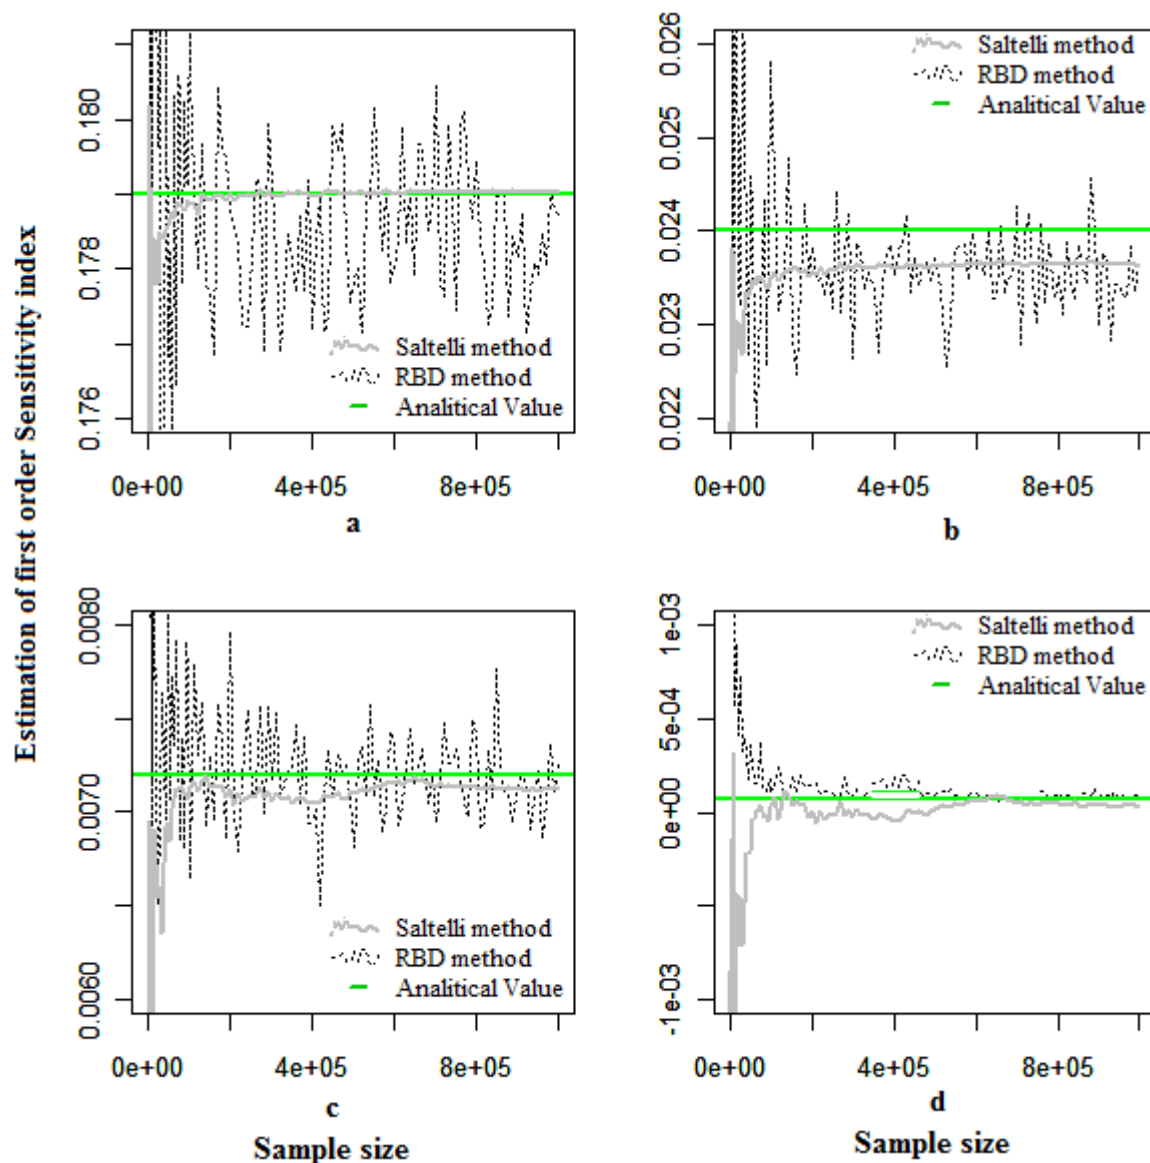 Estimation of first order Sensitivity index
0.180
0.178
0.176
Saltelli method
RBD method
Analitical Value
0e+00 4e+05 8e+05
a
0.026
0.025
0.024
0.023
0.022
Saltelli method
RBD method
Analitical Value
0e+00 4e+05 8e+05
b
0.0080
0.0070
0.0060
Saltelli method
RBD method
Analitical Value
0e+00 4e+05 8e+05
c
Sample size
1e-03
5e-04
0e+00
-1e-03
Saltelli method
RBD method
Analitical Value
0e+00 4e+05 8e+05
d
Sample size